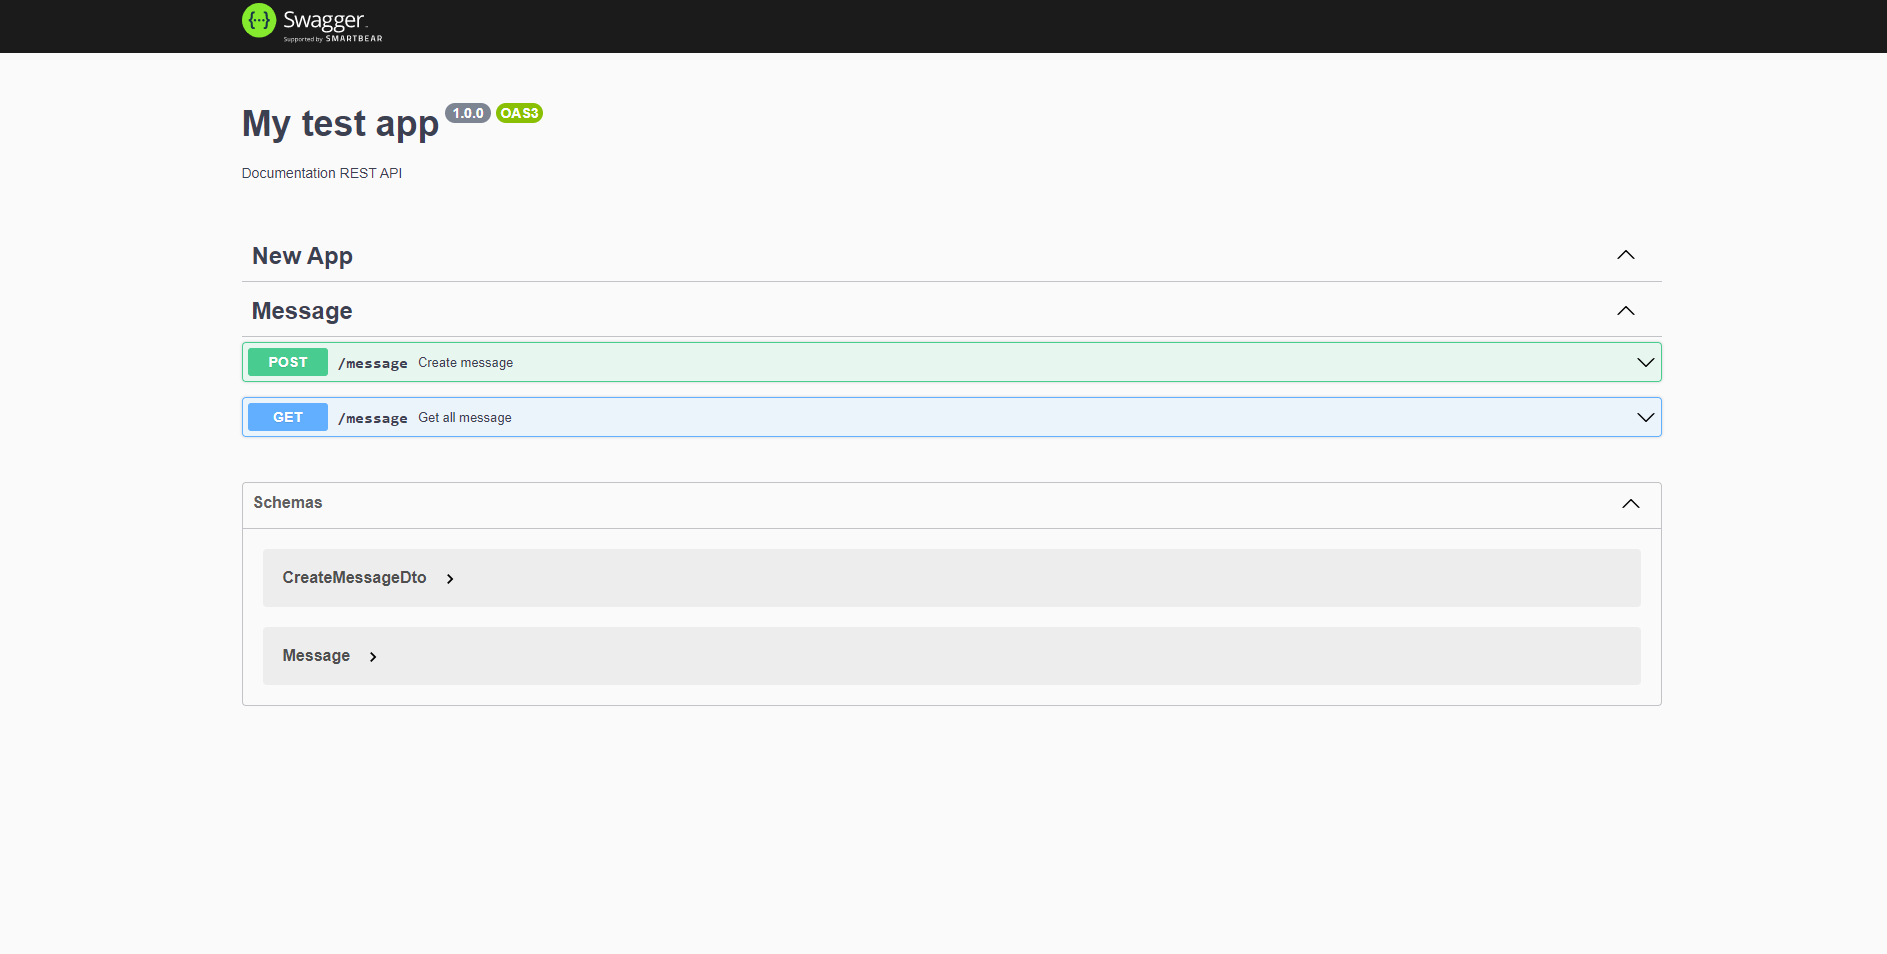 {···} Swagger
Supported by SMARTBEAR
My test app 1.0.0 OAS3
Documentation REST API
New App
Message
POST /message Create message
GET /message Get all message
Schemas
CreateMessageDto
Message